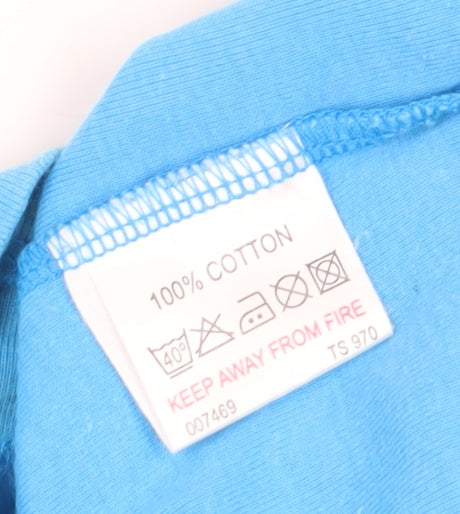 100% COTTON
40°
KEEP AWAY FROM FIRE
007469 TS 970